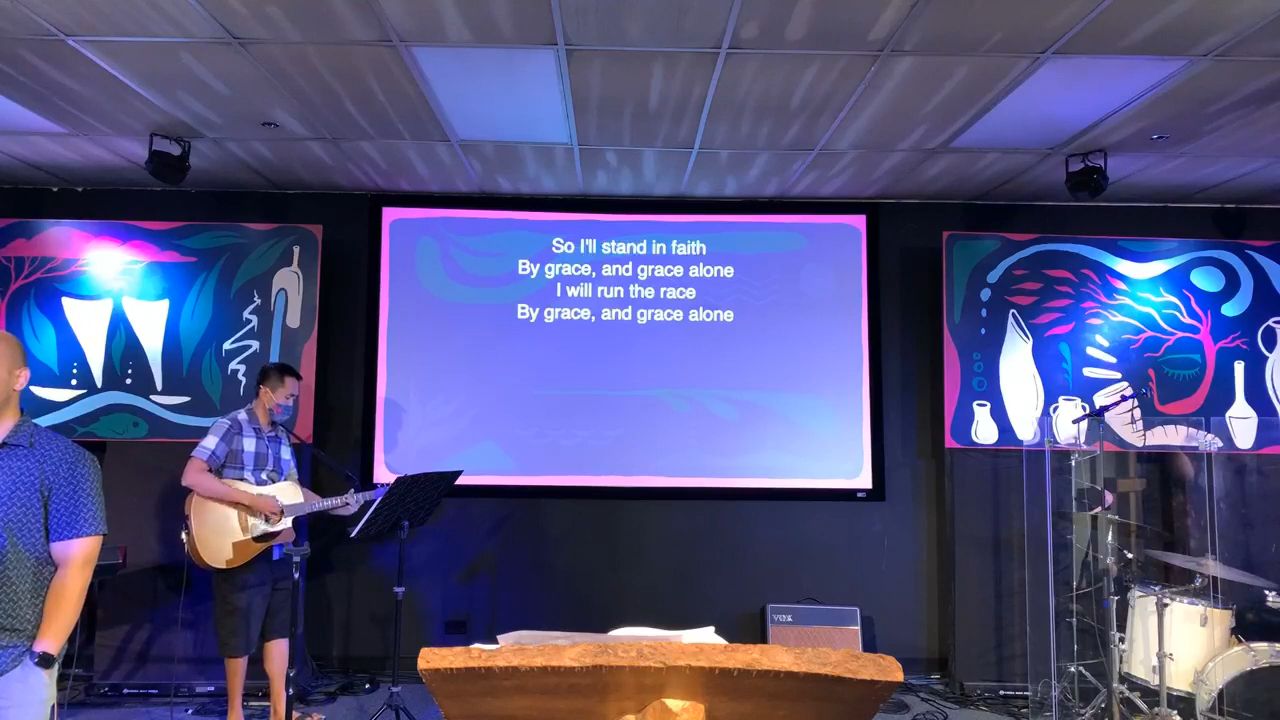 So I'll stand in faith
By grace, and grace alone
I will run the race
By grace, and grace alone
VOX